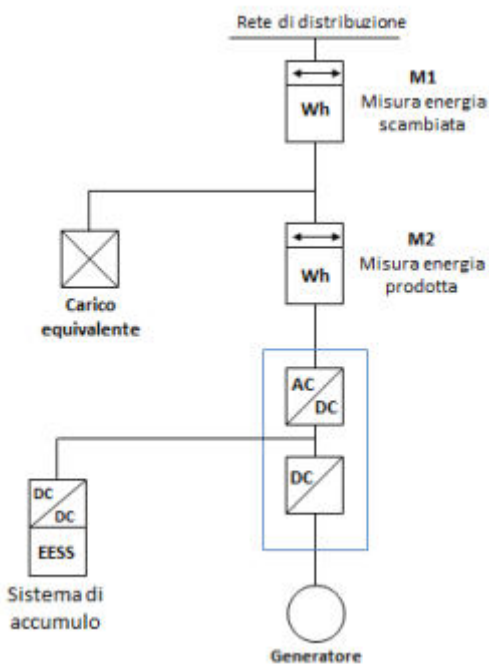 Rete di distribuzione
M1
Misura energia
scambiata
Wh
M2
Misura energia
prodotta
Wh
Carico
equivalente
AC
DC
DC
DC
DC
EESS
Sistema di
accumulo
Generatore